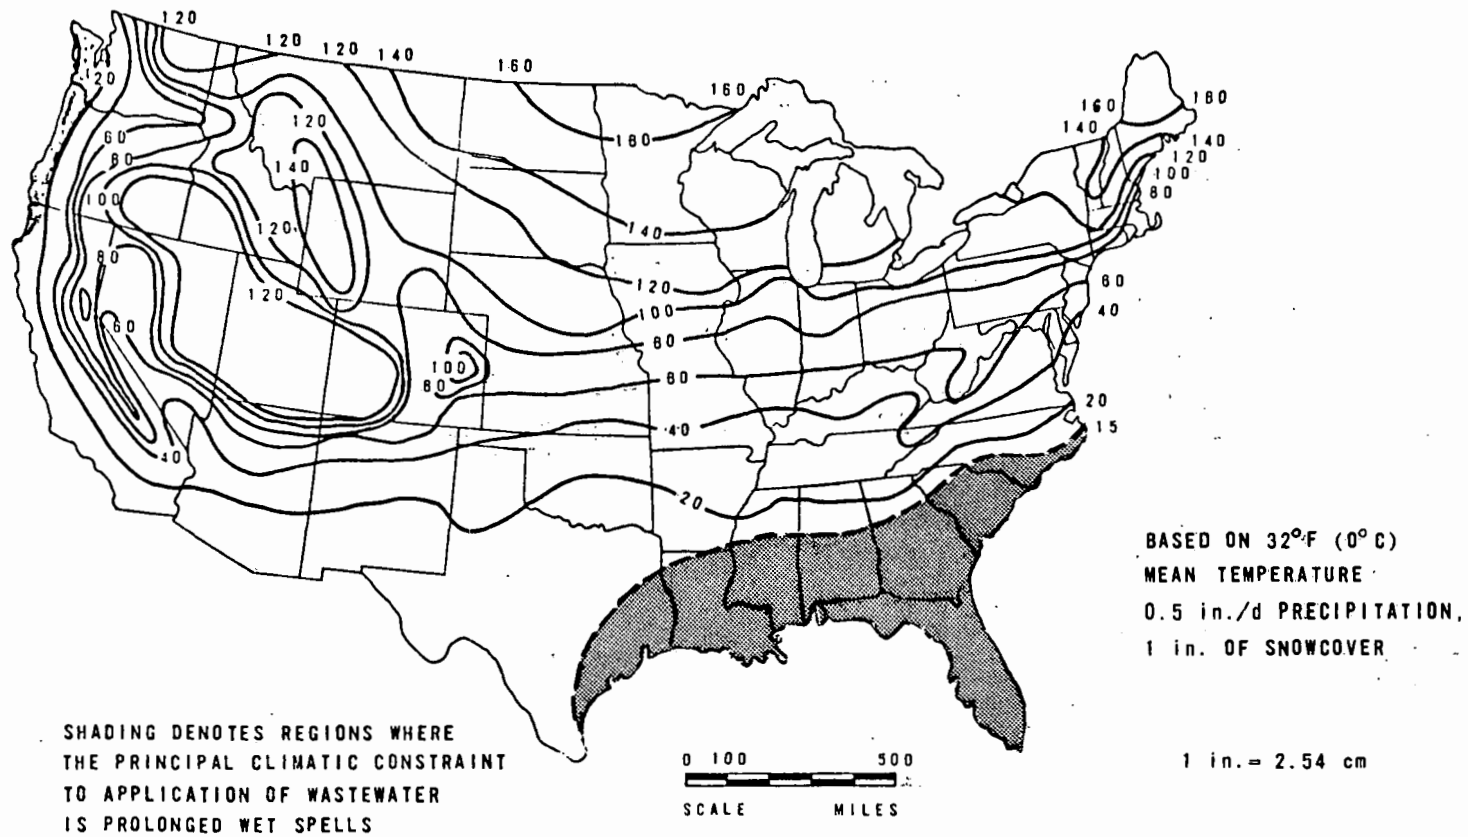 120
120 120 140
160
160
160 180
140
140
120
100
80
120
60
80
100
120
140
180
140
120
80
120
120
100
80
60
60
40
60
100
80
40
40
20
20
15
BASED ON 32°F (0°C)
MEAN TEMPERATURE
0.5 in./d PRECIPITATION,
1 in. OF SNOWCOVER
SHADING DENOTES REGIONS WHERE
THE PRINCIPAL CLIMATIC CONSTRAINT
TO APPLICATION OF WASTEWATER
IS PROLONGED WET SPELLS
0 100 500
SCALE MILES
1 in.= 2.54 cm